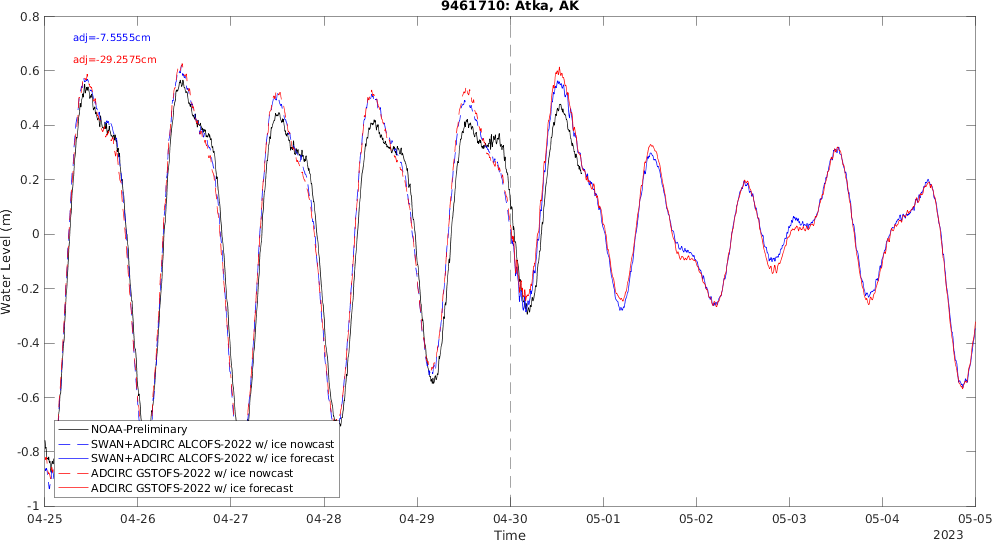 9461710: Atka, AK
adj=-7.5555cm
adj=-29.2575cm
Water Level (m)
0.8
0.6
0.4
0.2
0
-0.2
-0.4
-0.6
-0.8
-1
NOAA-Preliminary
SWAN+ADCIRC ALCOFS-2022 w/ ice nowcast
SWAN+ADCIRC ALCOFS-2022 w/ ice forecast
ADCIRC GSTOFS-2022 w/ ice nowcast
ADCIRC GSTOFS-2022 w/ ice forecast
04-25 04-26 04-27 04-28 04-29 04-30 05-01 05-02 05-03 05-04 05-05
Time
2023